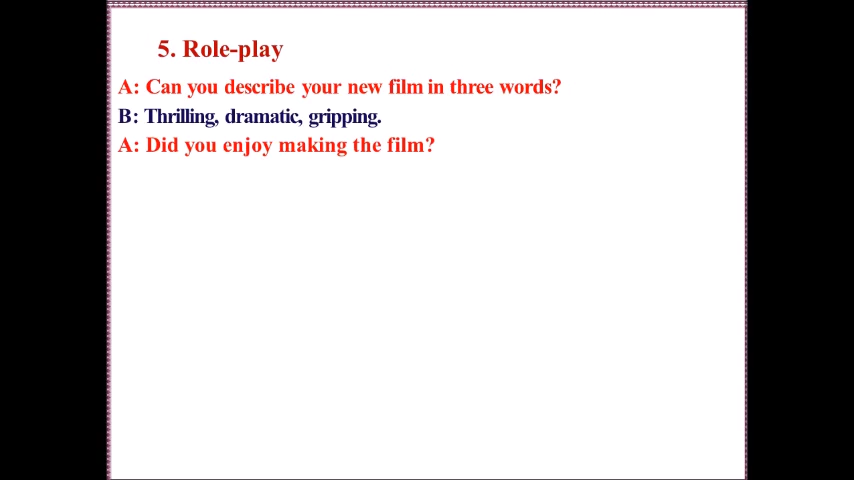 5. Role-play
A: Can you describe your new film in three words?
B: Thrilling, dramatic, gripping.
A: Did you enjoy making the film?